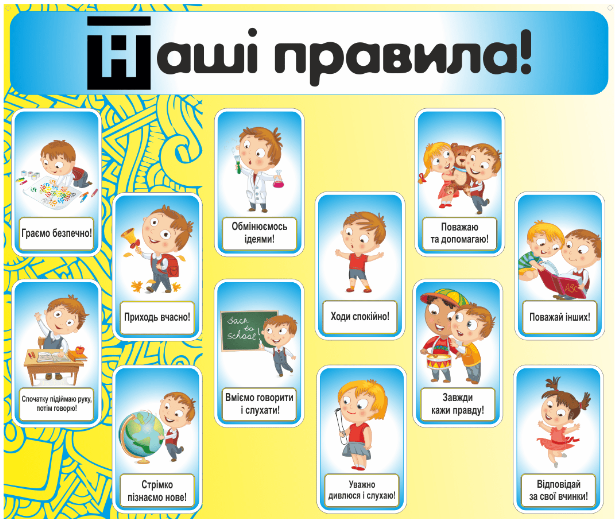 Наші правила!
Граємо безпечно!
Обмінюємось
ідеями!
Поважаю
та допомагаю!
Приходь вчасно!
Ходи спокійно!
Поважай інших!
Спочатку підіймаю руку,
потім говорю!
Back
to
school!
Вміємо говорити
і слухати!
Завжди
кажи правду!
Стрімко
пізнаємо нове!
Уважно
дивлюся і слухаю!
Відповідай
за свої вчинки!